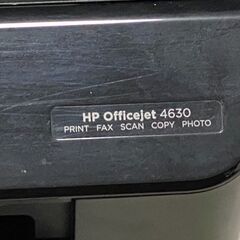 HP Officejet 4630
PRINT FAX SCAN COPY PHOTO